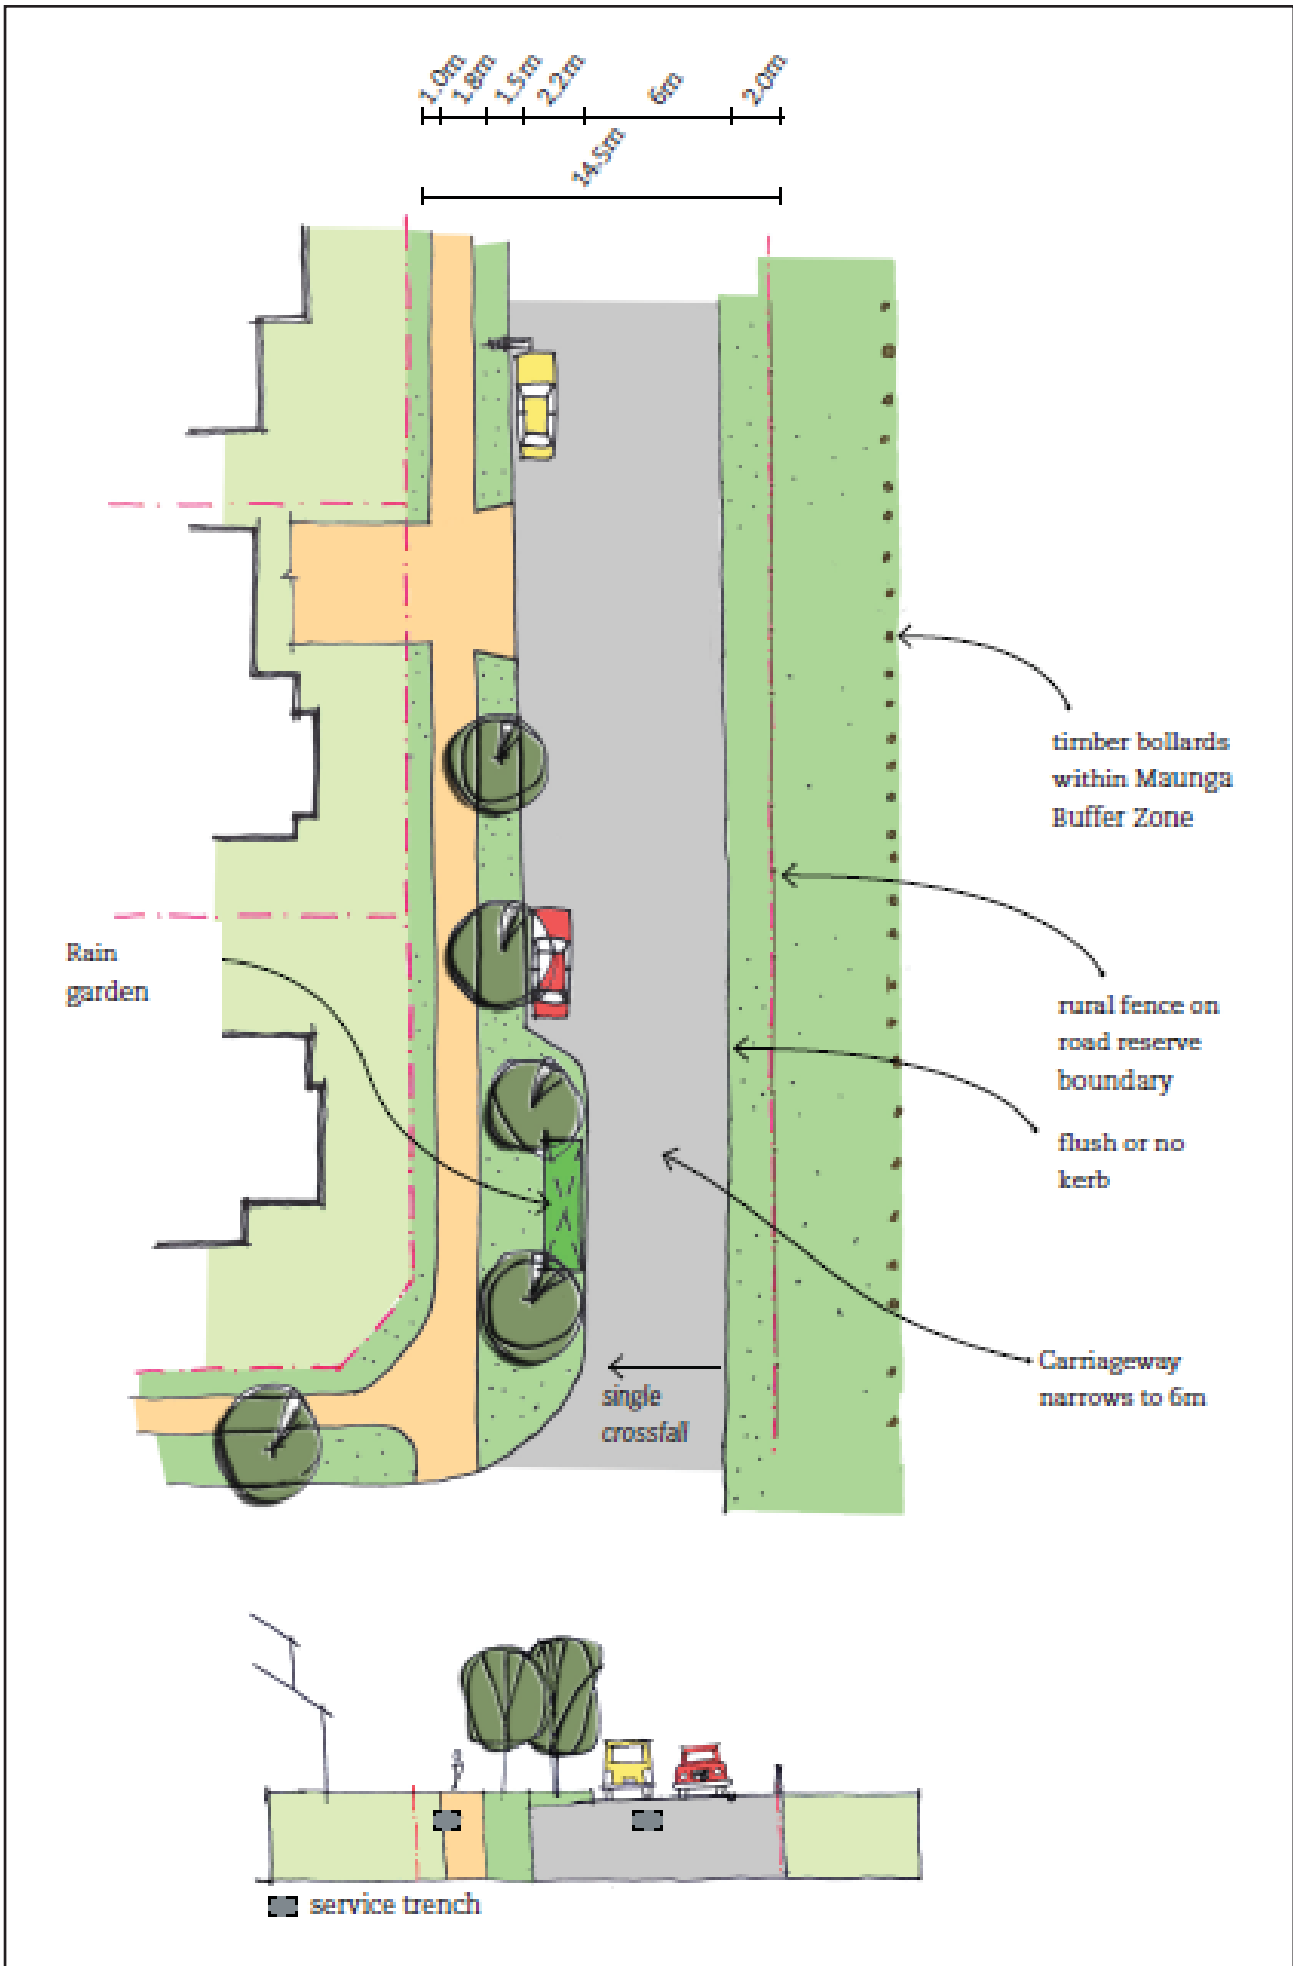 1.0m 1.8m 1.5m 2.2m 6m 2.0m
14.5m
timber bollards
within Maunga
Buffer Zone
Rain
garden
rural fence on
road reserve
boundary
flush or no
kerb
Carriageway
narrows to 6m
single
crossfall
service trench